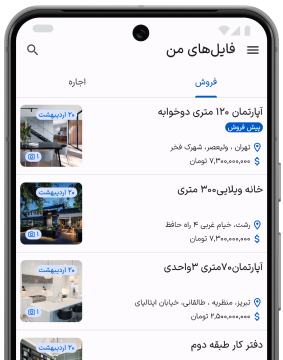 فایل‌های من
فروش
اجاره
آپارتمان ۱۲۰ متری دوخوابه
۲۰ اردیبهشت
پیش فروش
تهران ، ولیعصر، شهرک فخر
۷,۳۰۰,۰۰۰,۰۰۰ تومان
۱
خانه ویلایی۳۰۰ متری
۲۰ اردیبهشت
رشت، خیام غربی ۴ راه حافظ
۷,۳۰۰,۰۰۰,۰۰۰ تومان
۱
آپارتمان۷۰متری ۳واحدی
۲۰ اردیبهشت
تبریز، منظریه ، طالقانی، خیابان ایتالیای
۲,۵۰۰,۰۰۰,۰۰۰ تومان
۱
دفتر کار طبقه دوم
۲۰ اردیبهشت